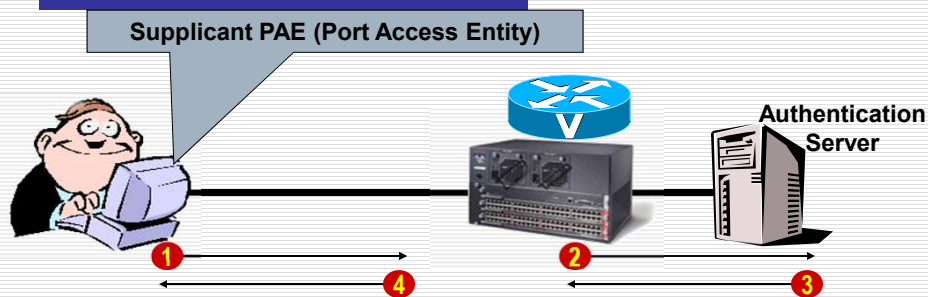 Supplicant PAE (Port Access Entity)
V
Authentication
Server
1
2
4
3